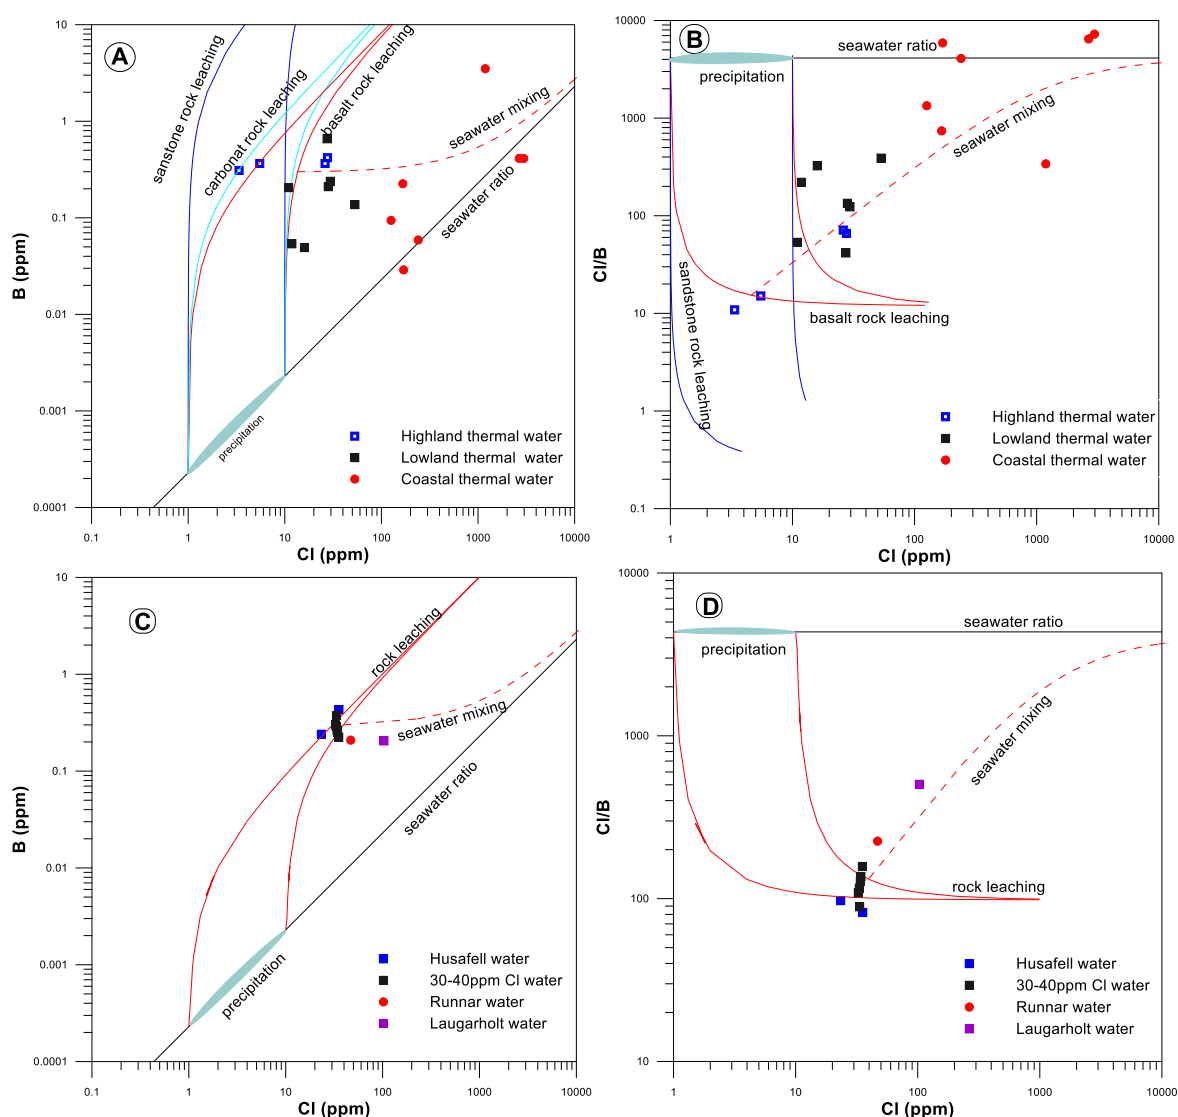 A
10
1
0.1
0.01
0.001
0.0001
B (ppm)
sanstone rock leaching
carbonat rock leaching
basalt rock leaching
seawater mixing
seawater ratio
precipitation
Highland thermal water
Lowland thermal water
Coastal thermal water
0.1
1
10
100
1000
10000
Cl (ppm)
B
10000
1000
100
10
1
0.1
Cl/B
seawater ratio
precipitation
seawater mixing
basalt rock leaching
sandstone rock leaching
Highland thermal water
Lowland thermal water
Coastal thermal water
1
10
100
1000
10000
Cl (ppm)
C
10
1
0.1
0.01
0.001
0.0001
B (ppm)
rock leaching
seawater mixing
seawater ratio
precipitation
Husafell water
30-40ppm Cl water
Runnar water
Laugarholt water
0.1
1
10
100
1000
10000
Cl (ppm)
D
10000
1000
100
10
Cl/B
seawater ratio
precipitation
seawater mixing
rock leaching
Husafell water
30-40ppm Cl water
Runnar water
Laugarholt water
1
10
100
1000
10000
Cl (ppm)